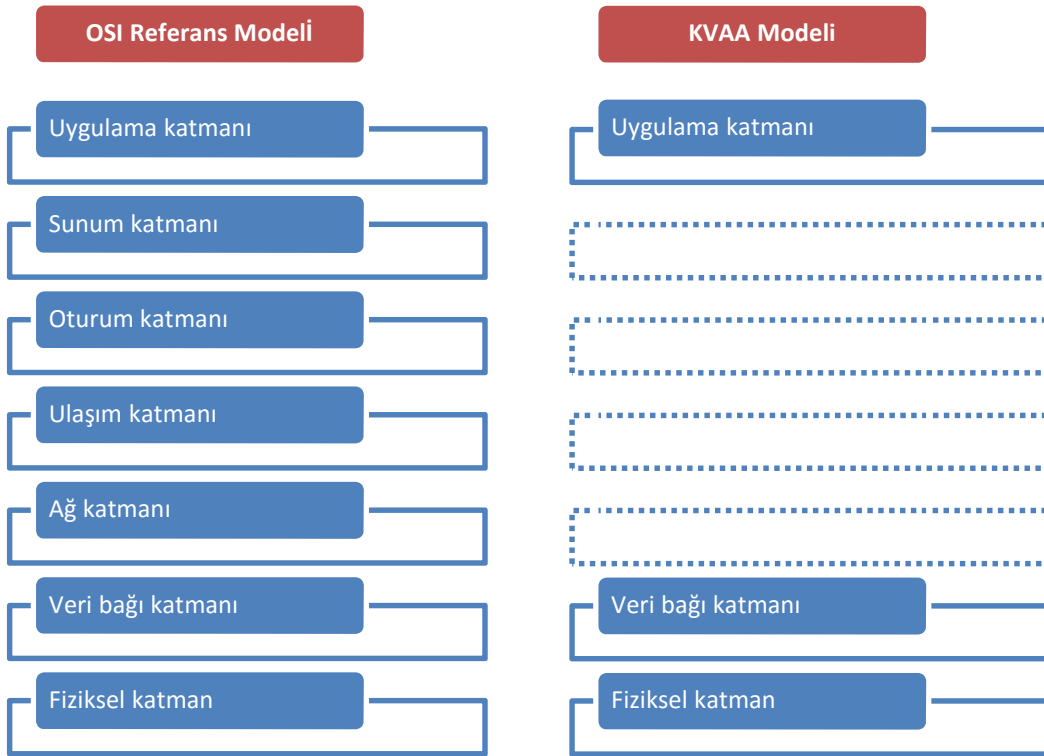 OSI Referans Modelİ
KVAA Modeli
Uygulama katmanı
Uygulama katmanı
Sunum katmanı
Oturum katmanı
Ulaşım katmanı
Ağ katmanı
Veri bağı katmanı
Veri bağı katmanı
Fiziksel katman
Fiziksel katman